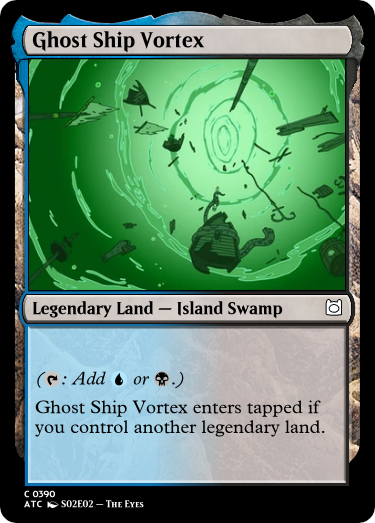 Ghost Ship Vortex
Legendary Land — Island Swamp
(: Add or .)
Ghost Ship Vortex enters tapped if
you control another legendary land.
C 0390
ATC S02E02 — The Eyes